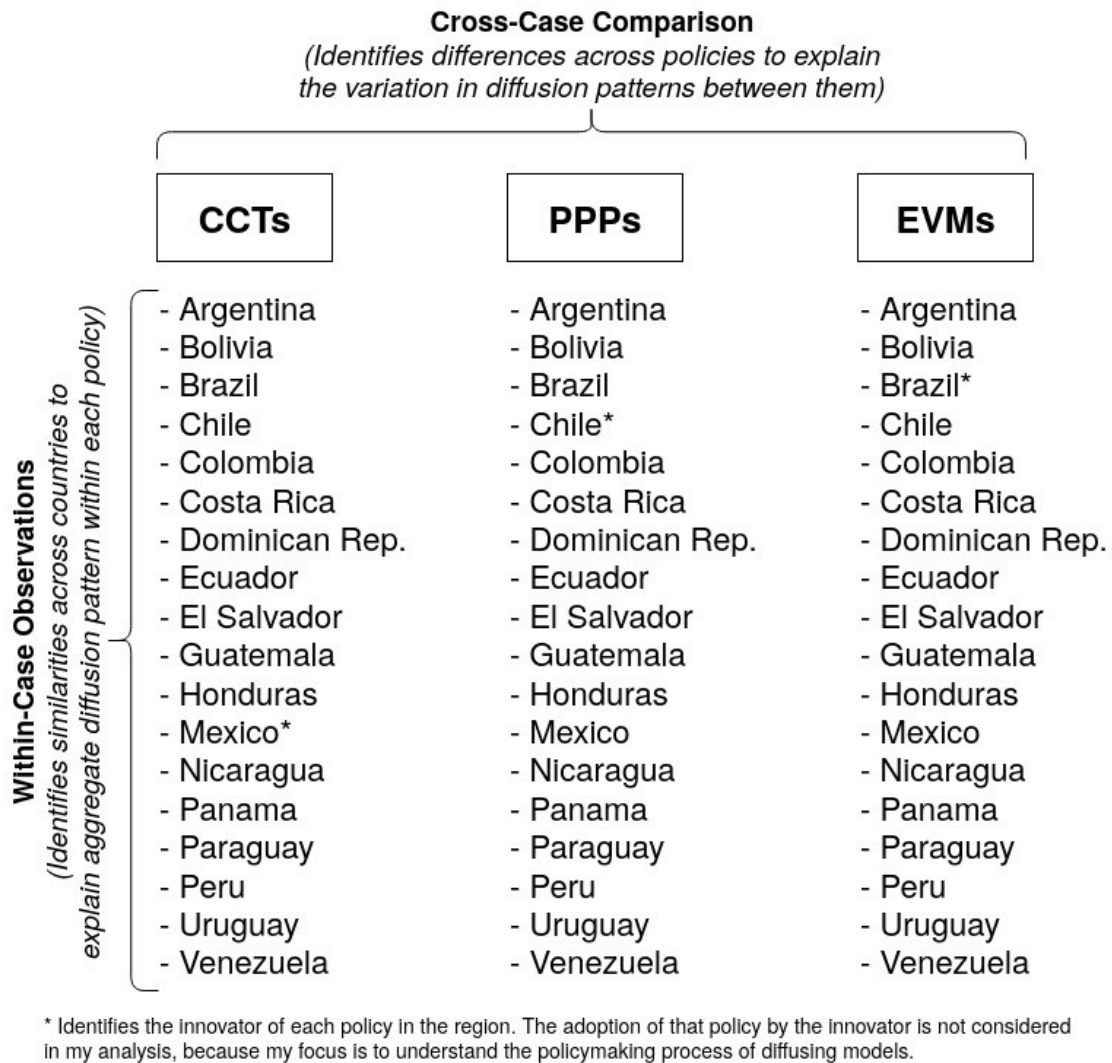 Cross-Case Comparison
(Identifies differences across policies to explain
the variation in diffusion patterns between them)
CCTs
PPPs
EVMs
Within-Case Observations
(Identifies similarities across countries to
explain aggregate diffusion pattern within each policy)
- Argentina
- Bolivia
- Brazil
- Chile
- Colombia
- Costa Rica
- Dominican Rep.
- Ecuador
- El Salvador
- Guatemala
- Honduras
- Mexico*
- Nicaragua
- Panama
- Paraguay
- Peru
- Uruguay
- Venezuela
- Argentina
- Bolivia
- Brazil
- Chile*
- Colombia
- Costa Rica
- Dominican Rep.
- Ecuador
- El Salvador
- Guatemala
- Honduras
- Mexico
- Nicaragua
- Panama
- Paraguay
- Peru
- Uruguay
- Venezuela
- Argentina
- Bolivia
- Brazil*
- Chile
- Colombia
- Costa Rica
- Dominican Rep.
- Ecuador
- El Salvador
- Guatemala
- Honduras
- Mexico
- Nicaragua
- Panama
- Paraguay
- Peru
- Uruguay
- Venezuela
* Identifies the innovator of each policy in the region. The adoption of that policy by the innovator is not considered
in my analysis, because my focus is to understand the policymaking process of diffusing models.